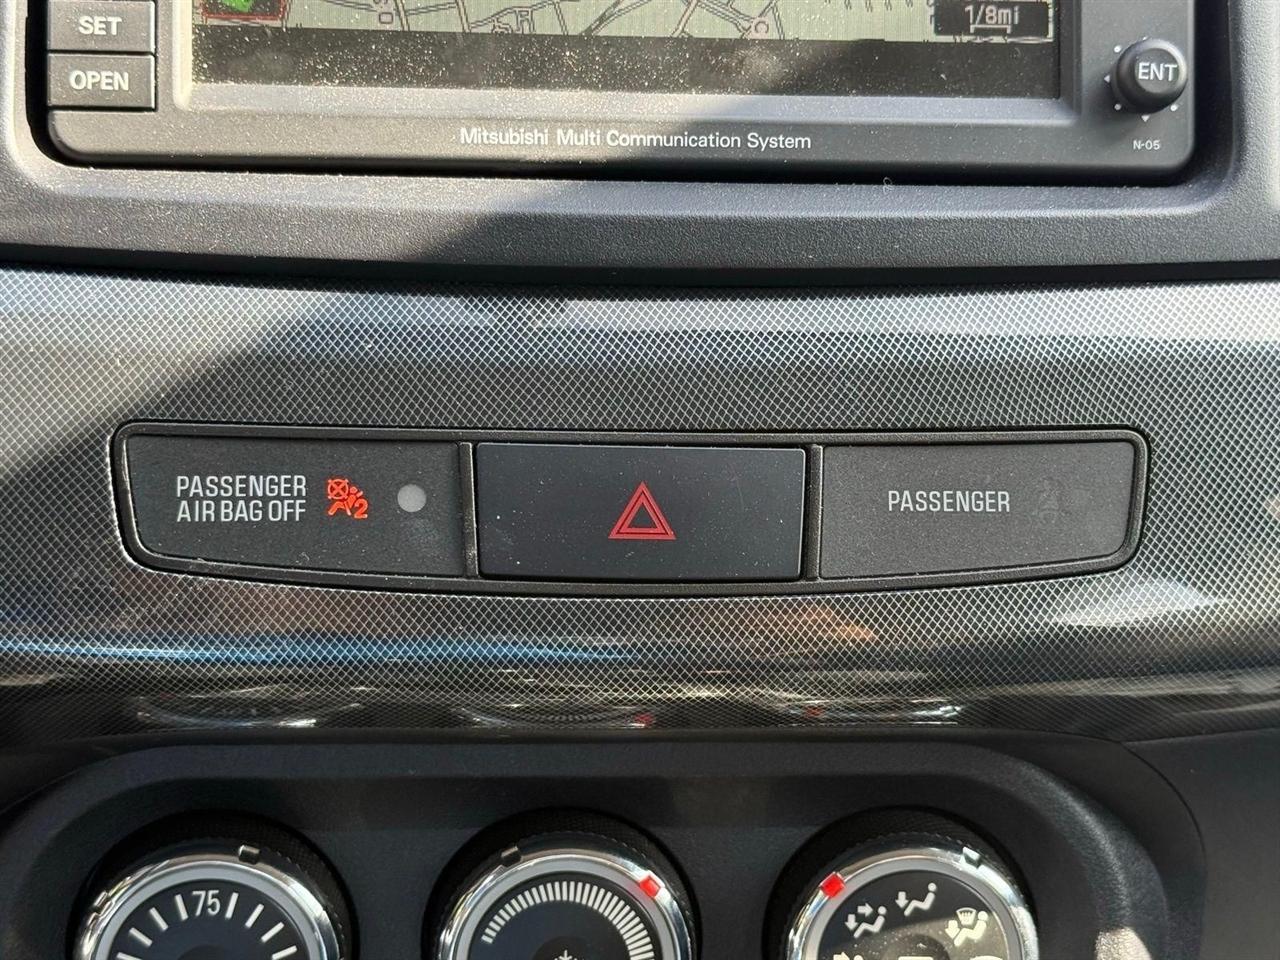 SET
1/8mi
OPEN
ENT
Mitsubishi Multi Communication System
N-05
PASSENGER
AIR BAG OFF
2
PASSENGER
75